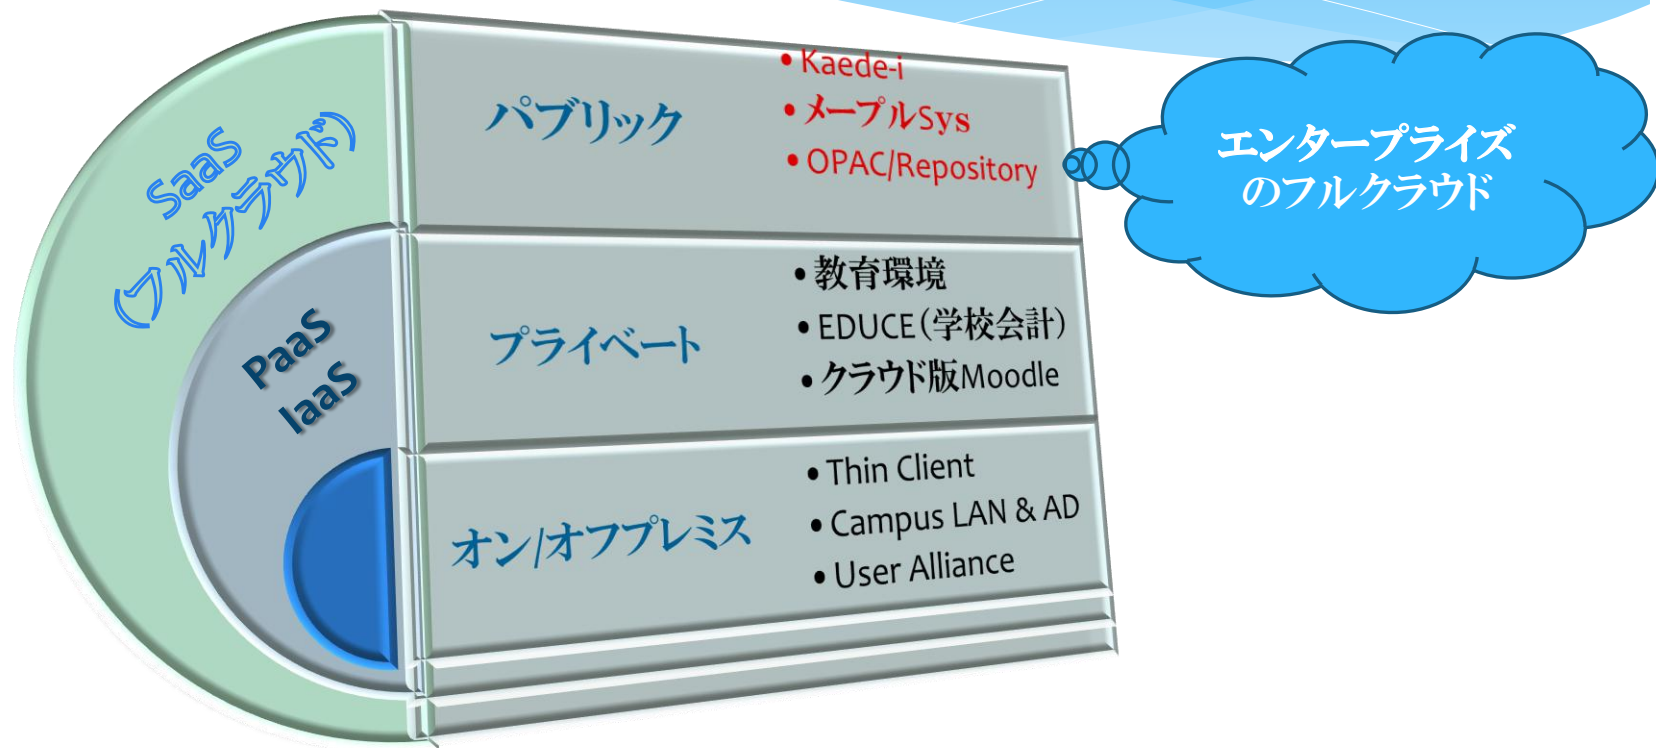 SaaS
(フルクラウド)
PaaS
IaaS
パブリック
• Kaede-i
• メープルSys
• OPAC/Repository
プライベート
• 教育環境
• EDUCE(学校会計)
• クラウド版Moodle
オン/オフプレミス
• Thin Client
• Campus LAN & AD
• User Alliance
エンタープライズ
のフルクラウド